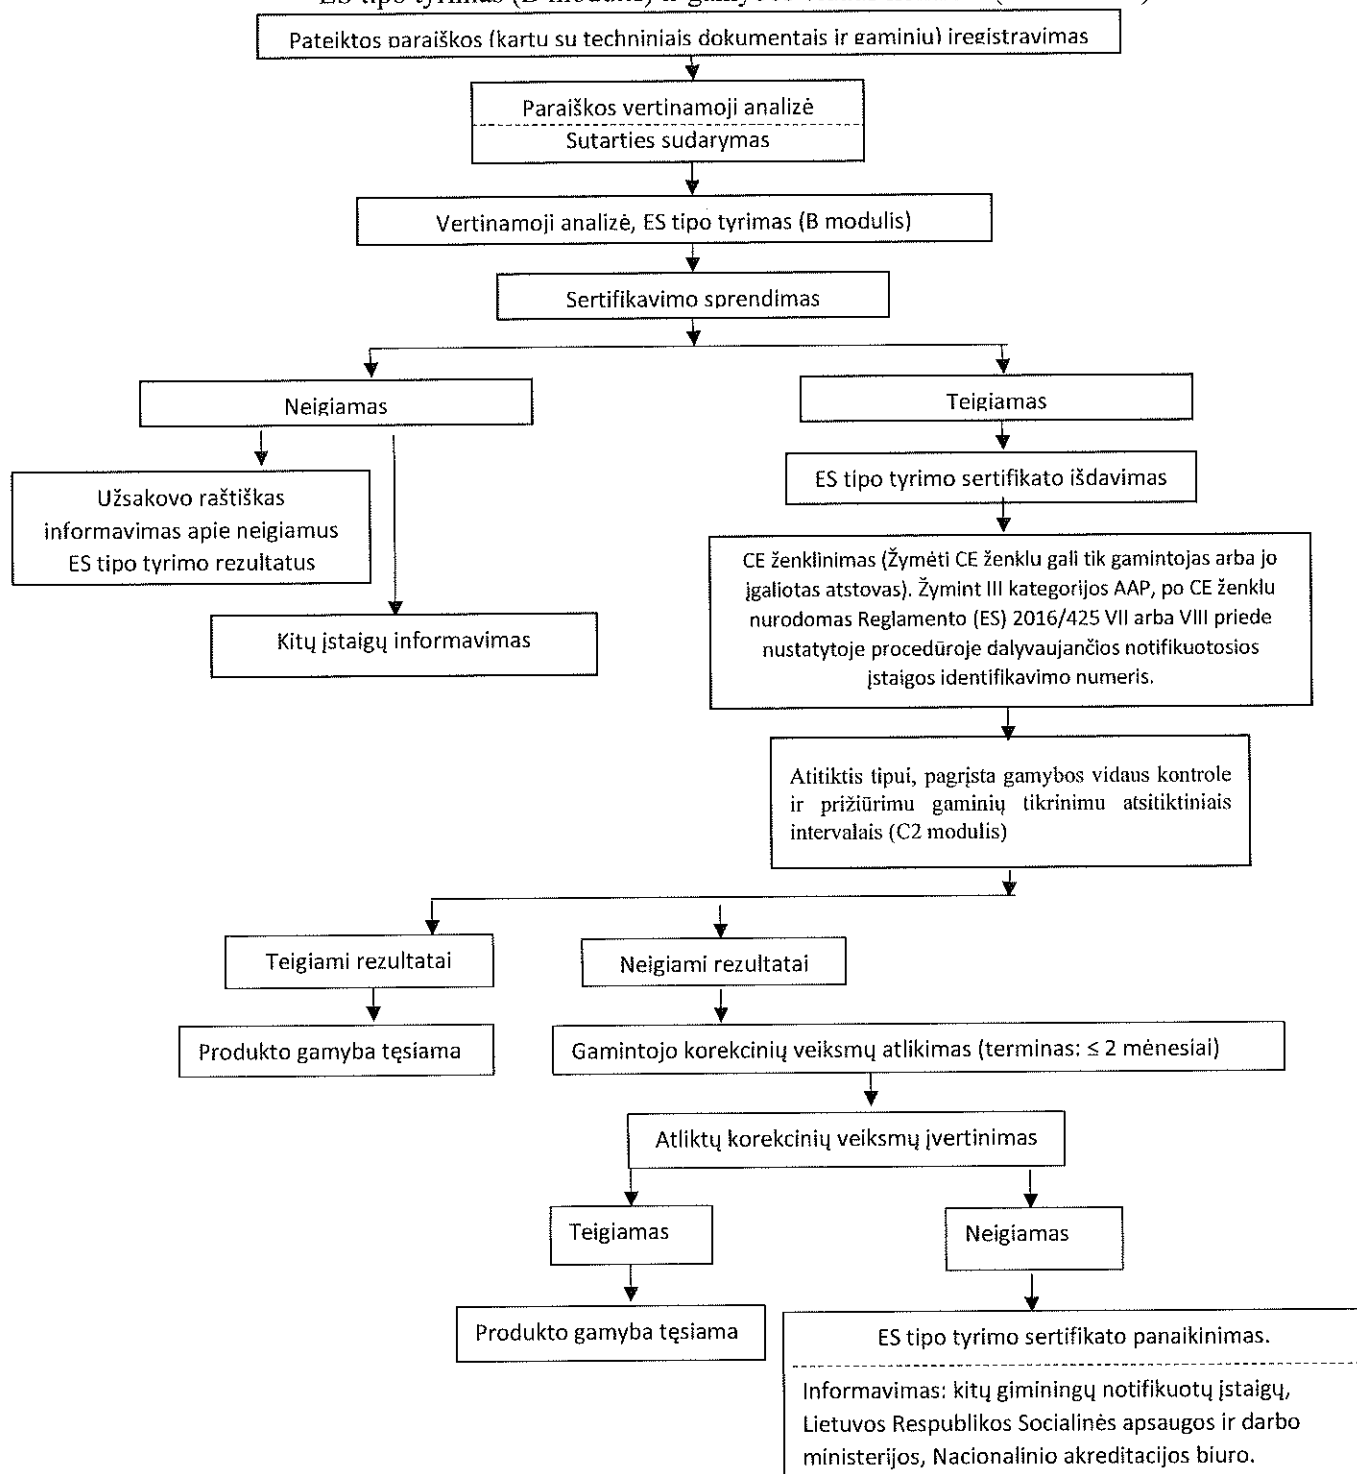 ES tipo tyrimas (B modulis) ir gamybos
Pateiktos paraiškos (kartu su techniniais dokumentais ir gaminiu) įregistravimas
Paraiškos vertinamoji analizė
Sutarties sudarymas
Vertinamoji analizė, ES tipo tyrimas (B modulis)
Sertifikavimo sprendimas
Neigiamas
Teigiamas
Užsakovo raštiškas
informavimas apie neigiamus
ES tipo tyrimo rezultatus
Kitų įstaigų informavimas
ES tipo tyrimo sertifikato išdavimas
CE ženklinimas (Žymėti CE ženklu gali tik gamintojas arba jo
įgaliotas atstovas). Žymint III kategorijos AAP, po CE ženklu
nurodomas Reglamento (ES) 2016/425 VII arba VIII priede
nustatytoje procedūroje dalyvaujančios notifikuotosios
įstaigos identifikavimo numeris.
Atitiktis tipui, pagrįsta gamybos vidaus kontrole
ir prižiūrimu gaminių tikrinimu atsitiktiniais
intervalais (C2 modulis)
Teigiami rezultatai
Neigiami rezultatai
Produkto gamyba tęsiama
Gamintojo korekcinių veiksmų atlikimas (terminas: ≤ 2 mėnesiai)
Atliktų korekcinių veiksmų įvertinimas
Teigiamas
Neigiamas
Produkto gamyba tęsiama
ES tipo tyrimo sertifikato panaikinimas.
Informavimas: kitų giminingų notifikuotų įstaigų,
Lietuvos Respublikos Socialinės apsaugos ir darbo
ministerijos, Nacionalinio akreditacijos biuro.